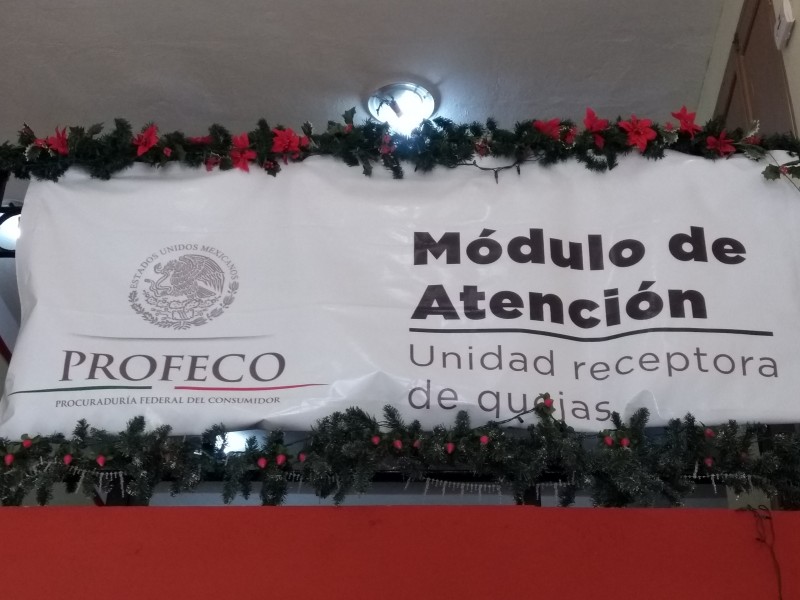 ESTADOS UNIDOS MEXICANOS
PROFECO
PROCURADURÍA FEDERAL DEL CONSUMIDOR
Módulo de
Atención
Unidad receptora
de quejas